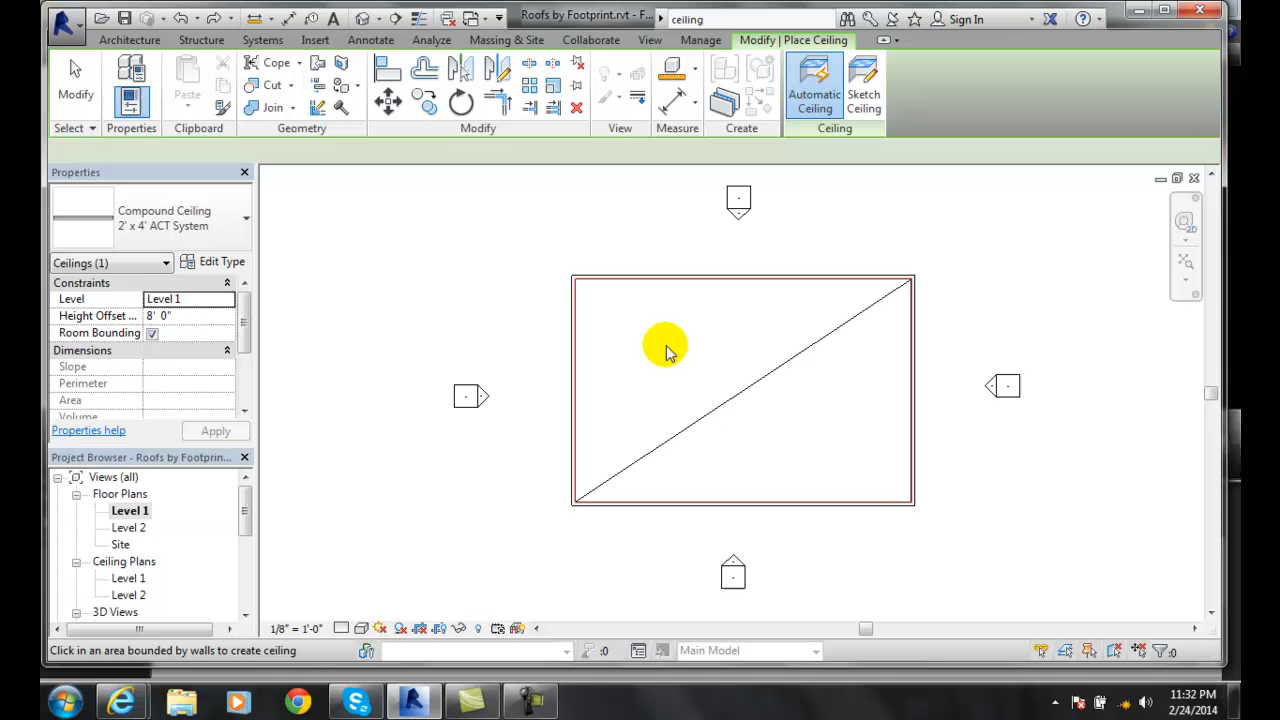 Roofs by Footprint.rvt - F...
ceiling
Sign In
Architecture Structure Systems Insert Annotate Analyze Massing & Site Collaborate View Manage Modify | Place Ceiling
Modify
Paste
Cope
Cut
Join
Automatic Ceiling
Sketch Ceiling
Select Properties Clipboard Geometry Modify View Measure Create Ceiling
Properties
Compound Ceiling
2' x 4' ACT System
Ceilings (1) Edit Type
Constraints
Level Level 1
Height Offset ... 8' 0"
Room Bounding
Dimensions
Slope
Perimeter
Area
Volume
Properties help Apply
Project Browser - Roofs by Footprin...
Views (all)
Floor Plans
Level 1
Level 2
Site
Ceiling Plans
Level 1
Level 2
3D Views
2D
1/8" = 1'-0"
Click in an area bounded by walls to create ceiling
:0
Main Model
:0
11:32 PM
2/24/2014